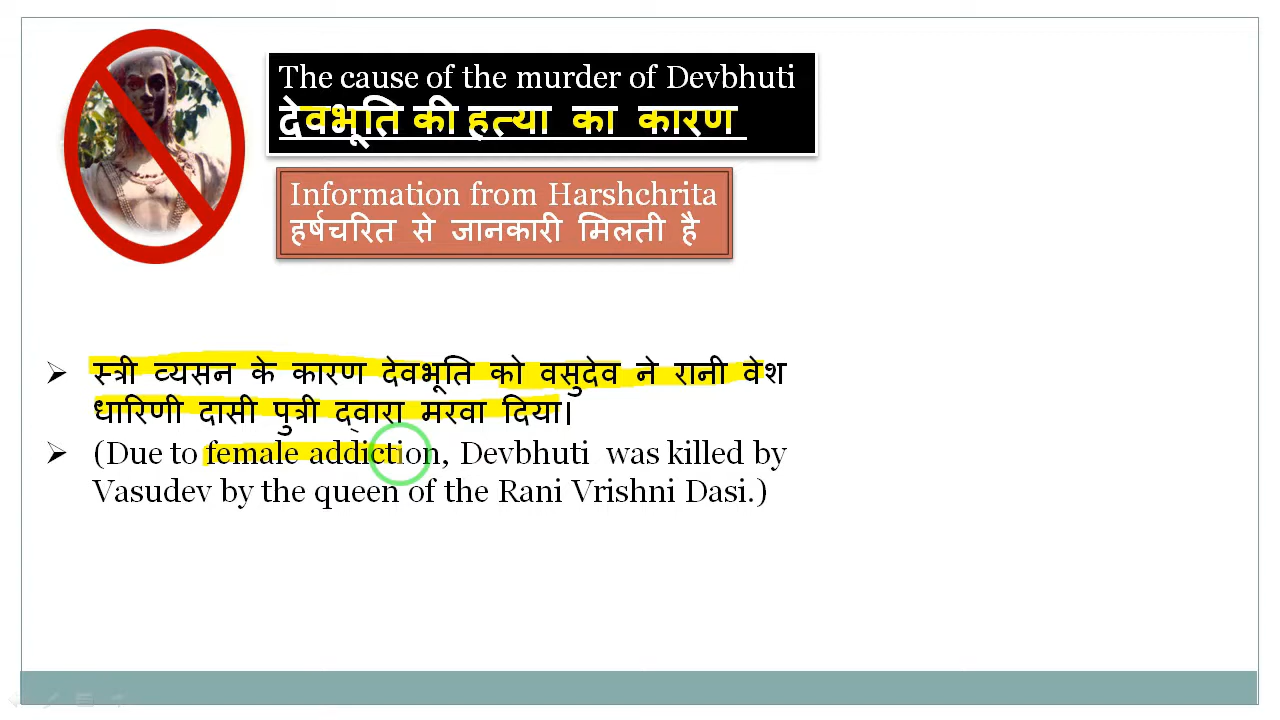 The cause of the murder of Devbhuti
देवभूति की हत्या का कारण
Information from Harshchrita
हर्षचरित से जानकारी मिलती है
स्त्री व्यसन के कारण देवभूति को वसुदेव ने रानी वेश
धारिणी दासी पुत्री द्वारा मरवा दिया।
(Due to female addiction, Devbhuti was killed by
Vasudev by the queen of the Rani Vrishni Dasi.)